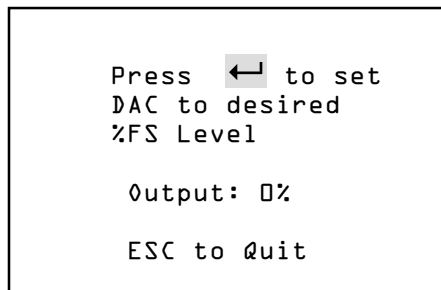 Press ↵ to set
DAC to desired
%FS Level
Output: 0%
ESC to Quit